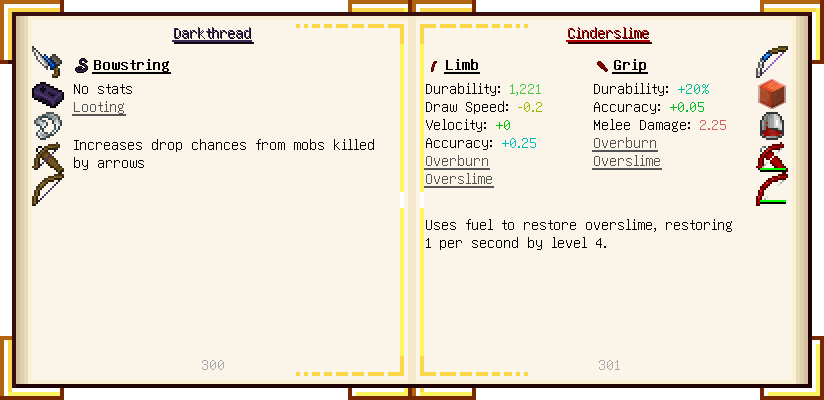 Darkthread
Bowstring
No stats
Looting
Increases drop chances from mobs killed
by arrows
300
Cinderslime
Limb
Durability: 1,221
Draw Speed: -0.2
Velocity: +0
Accuracy: +0.25
Overburn
Overslime
Grip
Durability: +20%
Accuracy: +0.05
Melee Damage: 2.25
Overburn
Overslime
Uses fuel to restore overslime, restoring
1 per second by level 4.
301